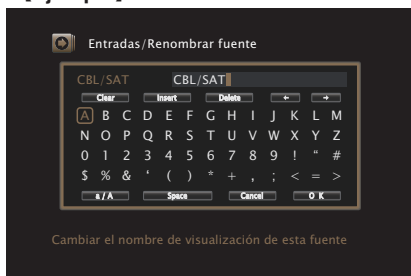 Entradas/Renombrar fuente
CBL/SAT CBL/SAT
Clear Insert Delete ← →
A B C D E F G H I J K L M
N O P Q R S T U V W X Y Z
0 1 2 3 4 5 6 7 8 9 ! “ #
$ % & ‘ ( ) * + , ; < = >
a / A Space Cancel O K
Cambiar el nombre de visualización de esta fuente